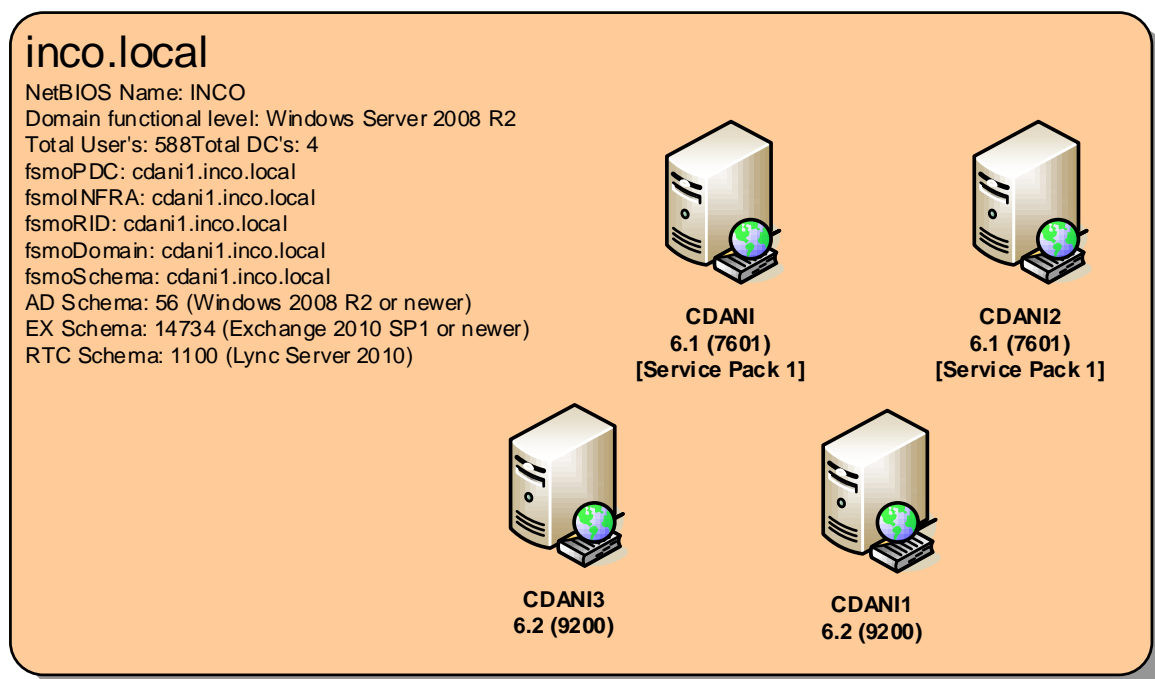 inco.local
NetBIOS Name: INCO
Domain functional level: Windows Server 2008 R2
Total User's: 588Total DC's: 4
fsmoPDC: cdani1.inco.local
fsmoINFRA: cdani1.inco.local
fsmoRID: cdani1.inco.local
fsmoDomain: cdani1.inco.local
fsmoSchema: cdani1.inco.local
AD Schema: 56 (Windows 2008 R2 or newer)
EX Schema: 14734 (Exchange 2010 SP1 or newer)
RTC Schema: 1100 (Lync Server 2010)
CDANI
6.1 (7601)
[Service Pack 1]
CDANI2
6.1 (7601)
[Service Pack 1]
CDANI3
6.2 (9200)
CDANI1
6.2 (9200)